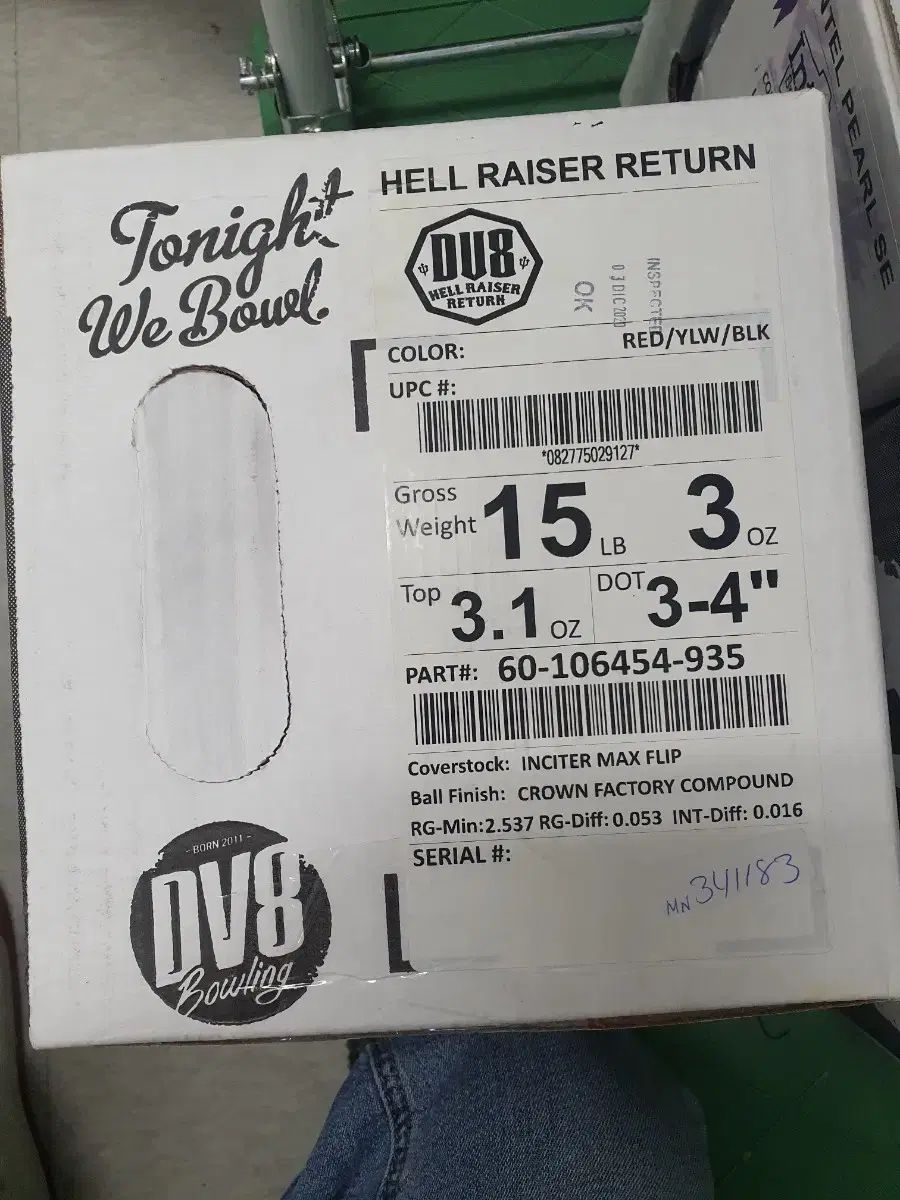 Tonight
We Bowl.
HELL RAISER RETURN
DV8
HELL RAISER
RETURN
OK
INSPECTED
COLOR: RED/YLW/BLK
UPC #:
*082775029127*
Gross
Weight 15 LB 3 OZ
Top 3.1 OZ DOT 3-4"
PART#: 60-106454-935
Coverstock: INCITER MAX FLIP
Ball Finish: CROWN FACTORY COMPOUND
RG-Min:2.537 RG-Diff: 0.053 INT-Diff: 0.016
SERIAL #:
MN341183
- BORN 2011 -
DV8
Bowling
PEARL SE